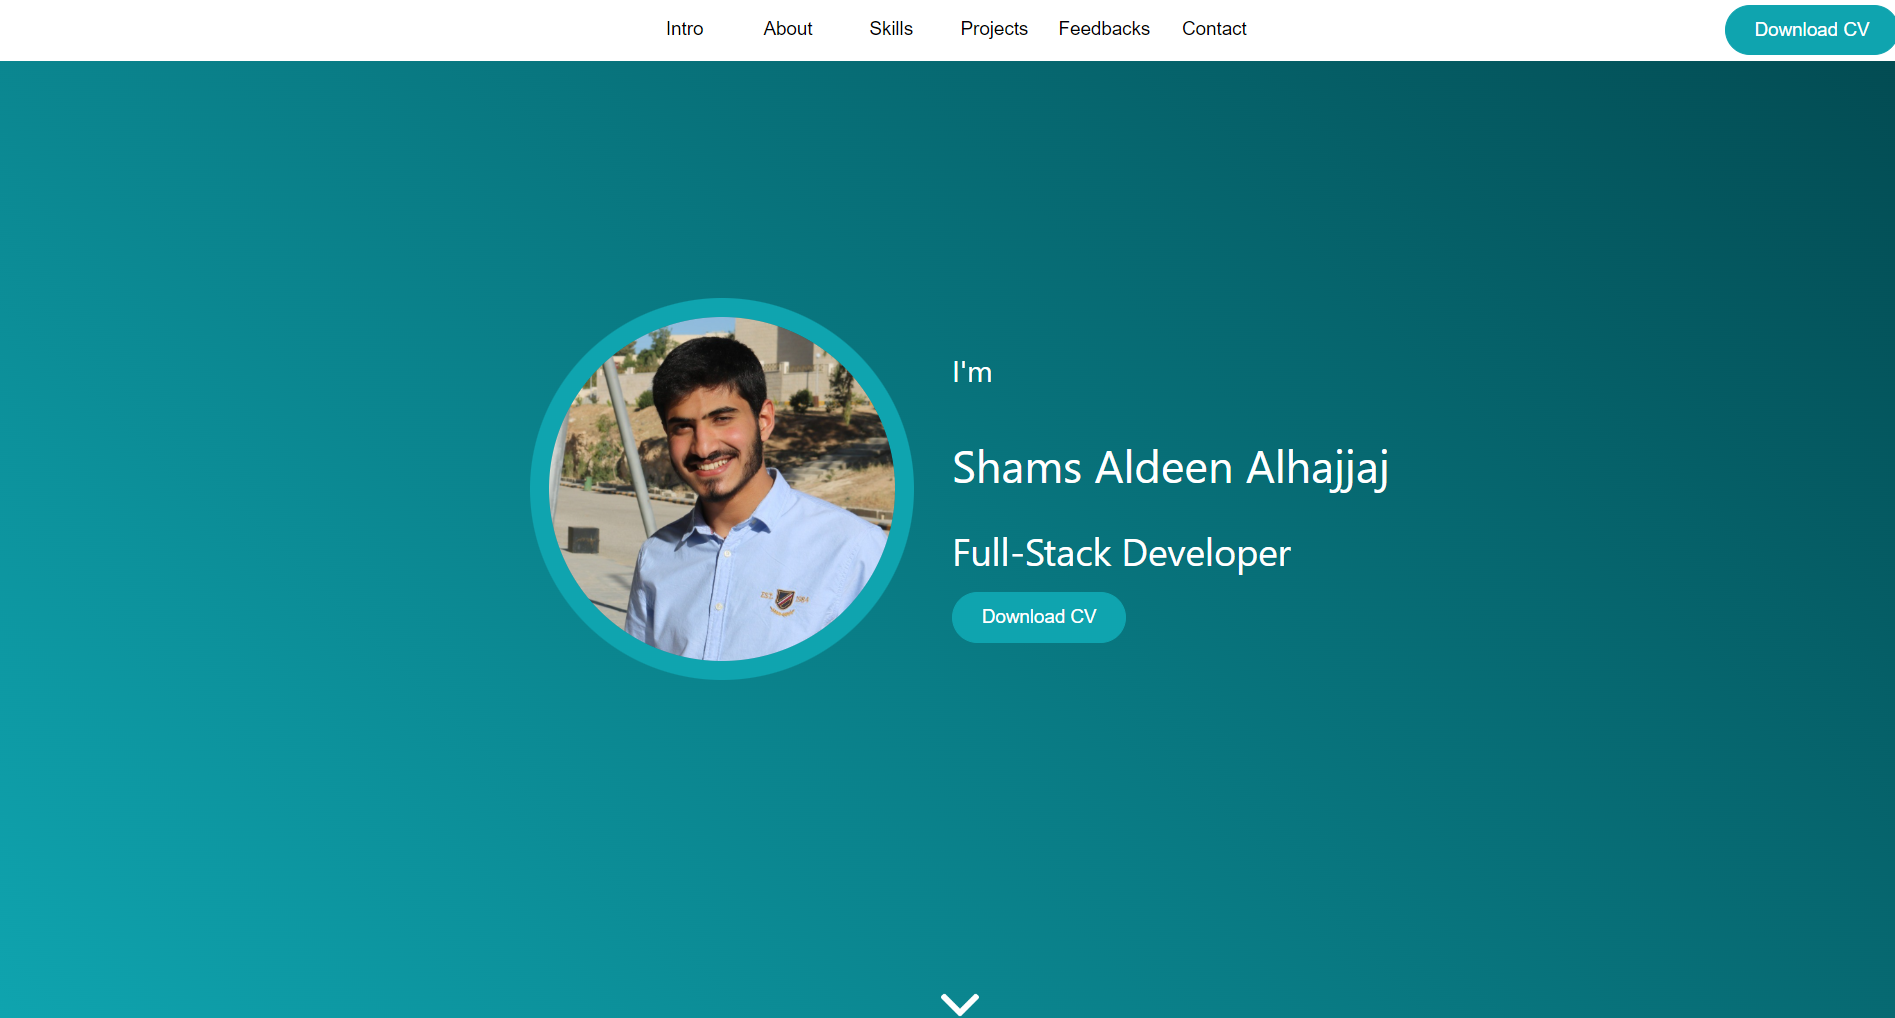 Intro About Skills Projects Feedbacks Contact Download CV
I'm
Shams Aldeen Alhajjaj
Full-Stack Developer
Download CV